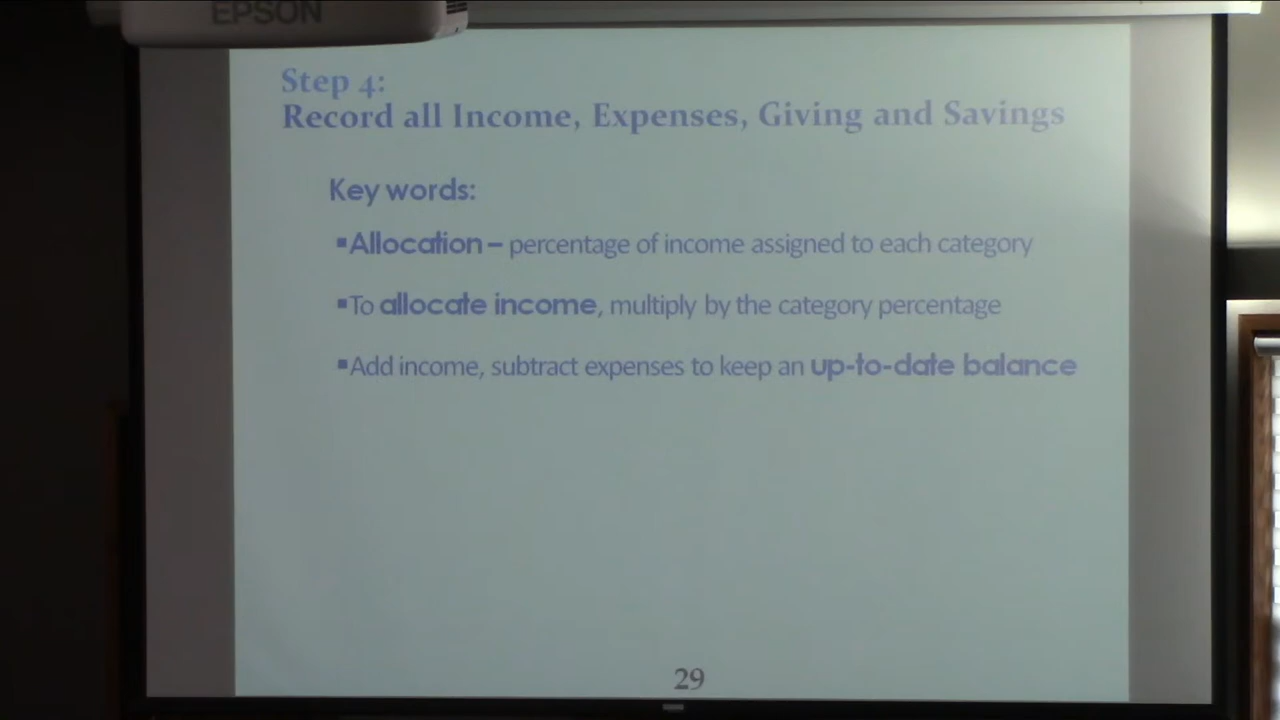 EPSON
Step 4:
Record all Income, Expenses, Giving and Savings
Key words:
▪Allocation – percentage of income assigned to each category
▪To allocate income, multiply by the category percentage
▪Add income, subtract expenses to keep an up-to-date balance
29